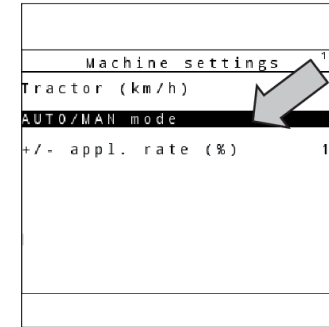 Machine settings 1
Tractor (km/h)
AUTO/MAN mode
+/- appl. rate (%) 1